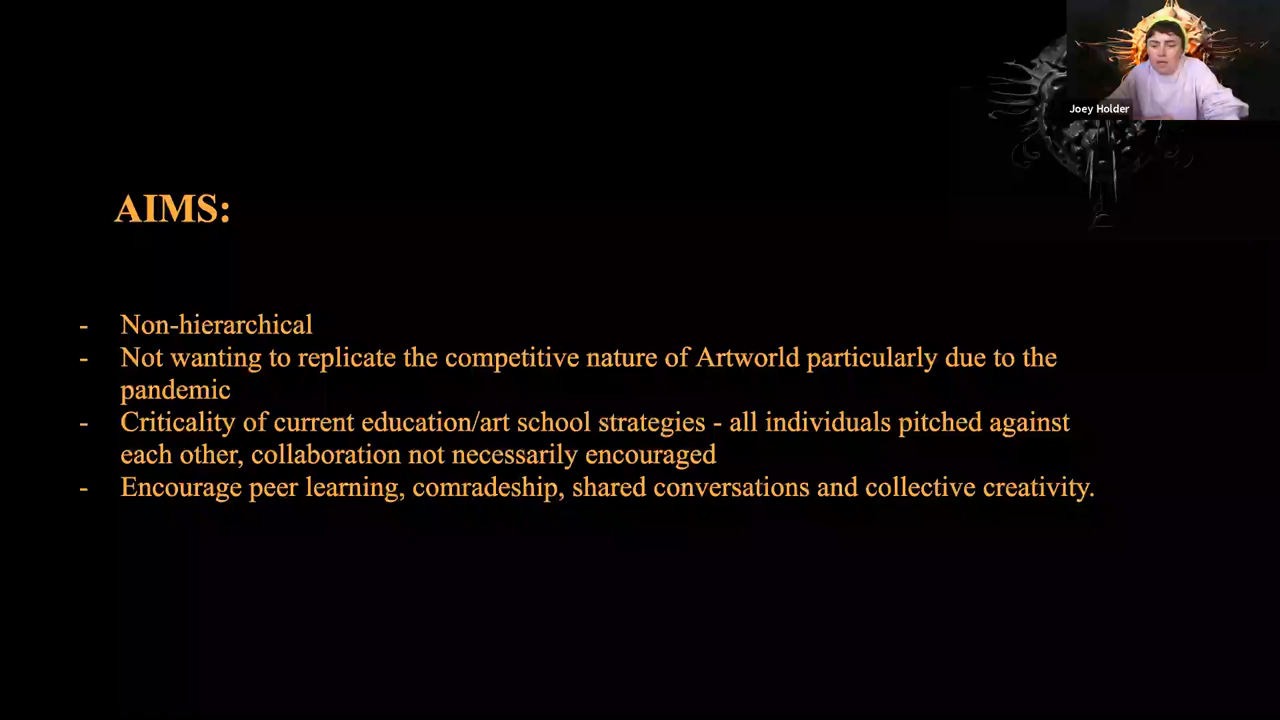 Joey Holder
AIMS:
- Non-hierarchical
- Not wanting to replicate the competitive nature of Artworld particularly due to the
pandemic
- Criticality of current education/art school strategies - all individuals pitched against
each other, collaboration not necessarily encouraged
- Encourage peer learning, comradeship, shared conversations and collective creativity.